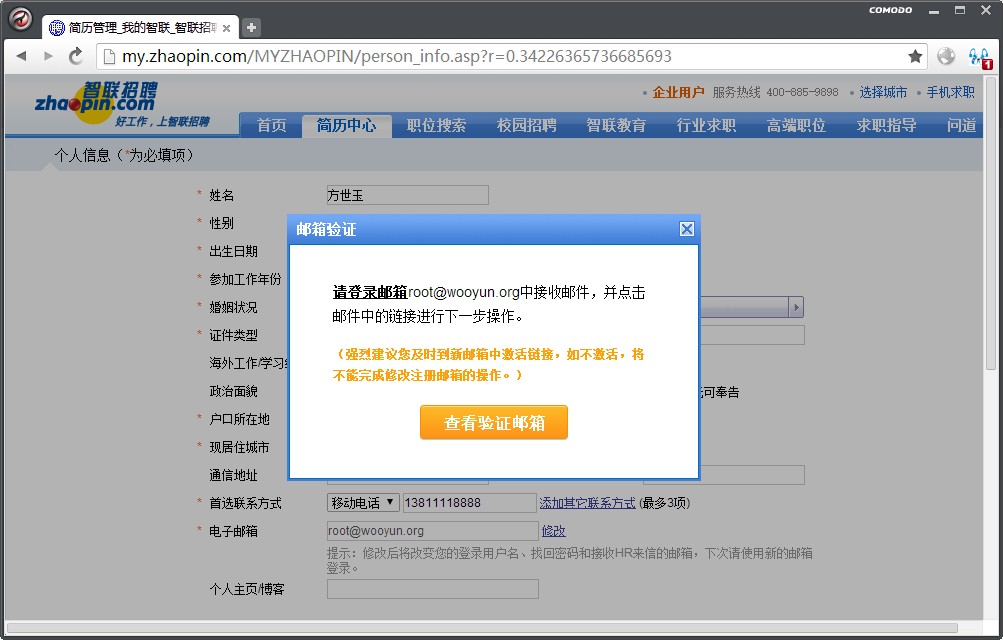 COMODO
简历管理_我的智联_智联招聘
my.zhaopin.com/MYZHAOPIN/person_info.asp?r=0.34226365736685693
1
智联招聘
zhaopin.com
好工作，上智联招聘
企业用户 服务热线 400-885-9898 选择城市 手机求职
首页 简历中心 职位搜索 校园招聘 智联教育 行业求职 高端职位 求职指导 问道
个人信息（*为必填项）
* 姓名 方世玉
* 性别
* 出生日期
* 参加工作年份
* 婚姻状况
* 证件类型
海外工作/学习
政治面貌
可奉告
* 户口所在地
* 现居住城市
通信地址
* 首选联系方式 移动电话 13811118888 添加其它联系方式 (最多3项)
* 电子邮箱 root@wooyun.org 修改
提示：修改后将改变您的登录用户名、找回密码和接收HR来信的邮箱，下次请使用新的邮箱
登录。
个人主页/博客
邮箱验证
请登录邮箱root@wooyun.org中接收邮件，并点击
邮件中的链接进行下一步操作。
（强烈建议您及时到新邮箱中激活链接，如不激活，将
不能完成修改注册邮箱的操作。）
查看验证邮箱